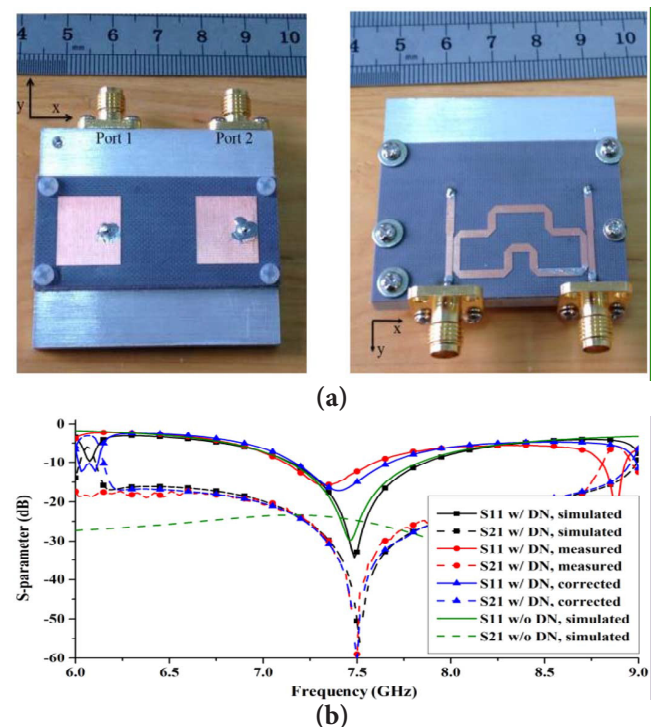 4 5 6 7 8 9 10
mm
y
x
Port 1 Port 2
4 5 6 7 8 9 10
x
y
(a)
0
-10
-20
-30
-40
-50
-60
S-parameter (dB)
S11 w/ DN, simulated
S21 w/ DN, simulated
S11 w/ DN, measured
S21 w/ DN, measured
S11 w/ DN, corrected
S21 w/ DN, corrected
S11 w/o DN, simulated
S21 w/o DN, simulated
6.0 6.5 7.0 7.5 8.0 8.5 9.0
Frequency (GHz)
(b)